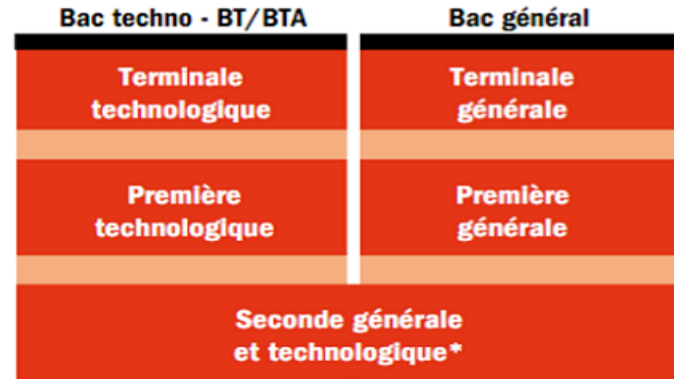 Bac techno - BT/BTA
Bac général
Terminale
technologique
Terminale
générale
Première
technologique
Première
générale
Seconde générale
et technologique*